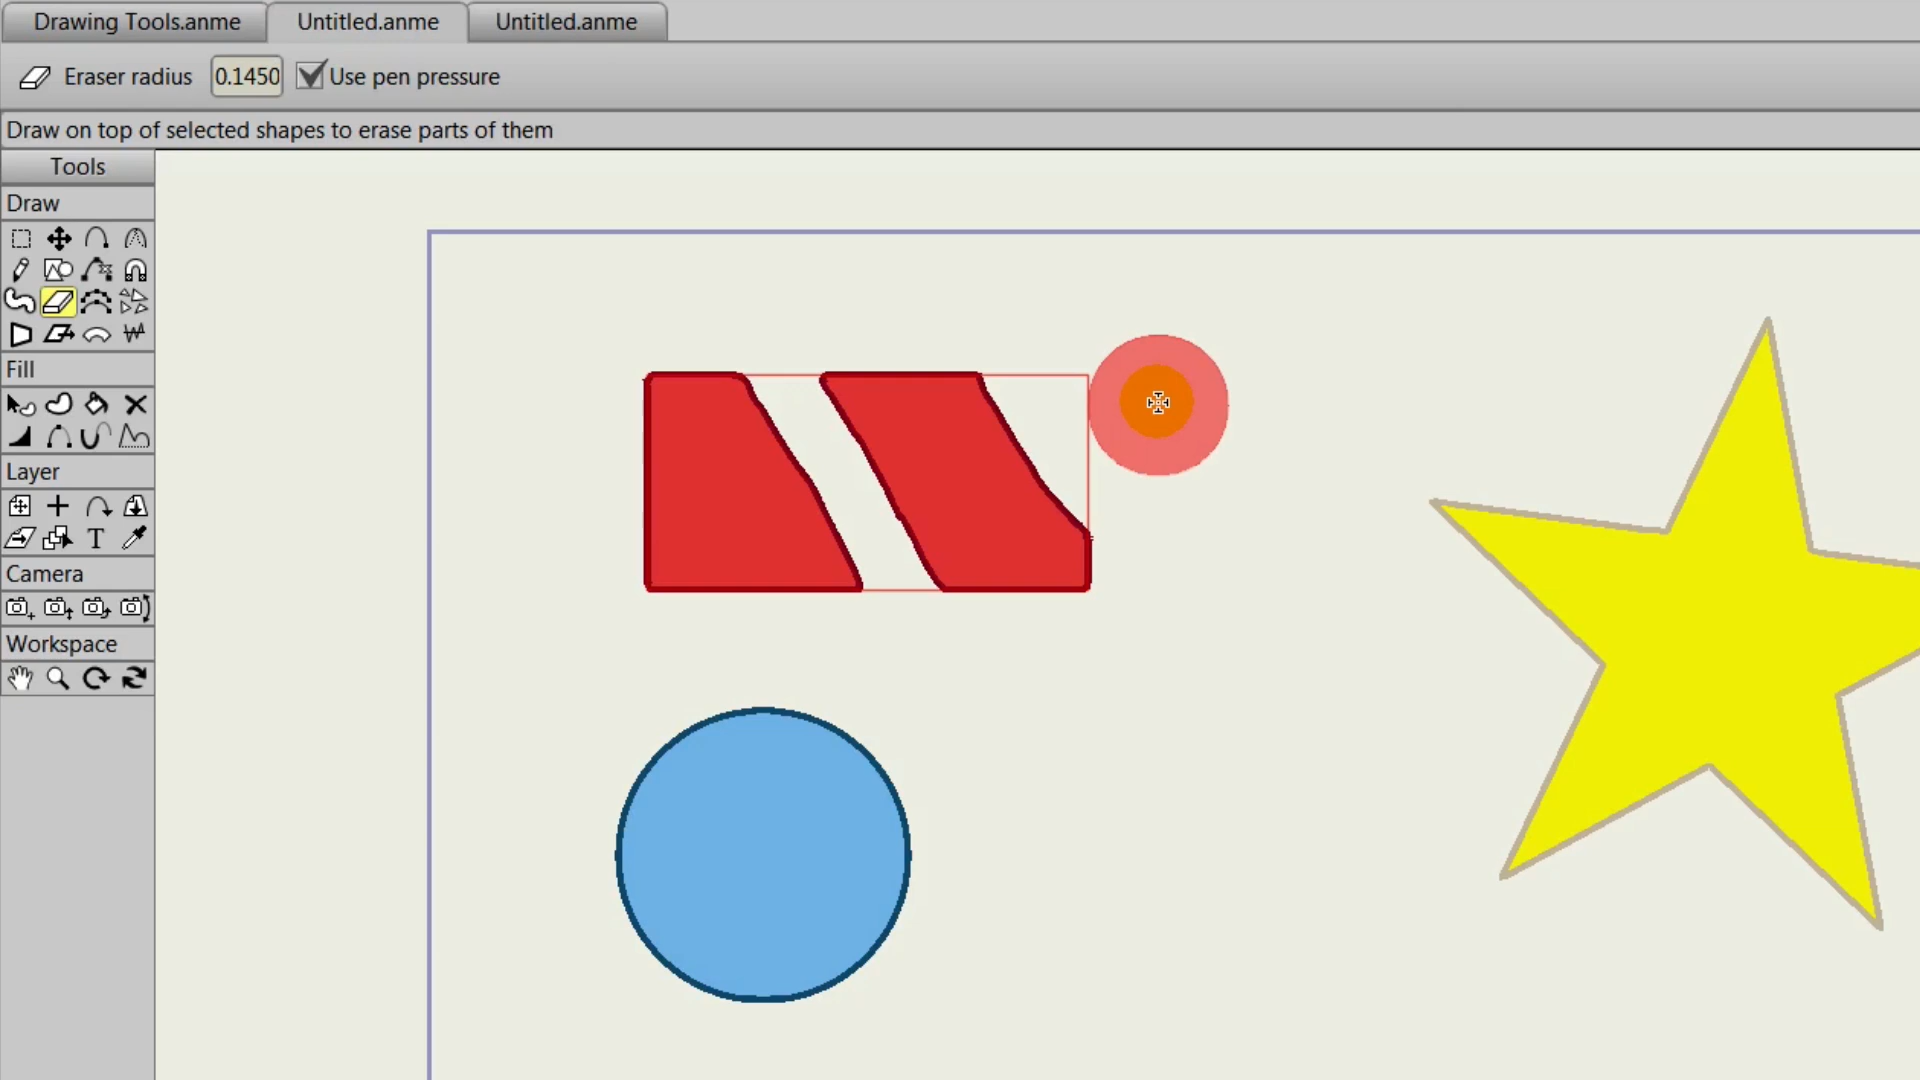 Drawing Tools.anme
Untitled.anme
Untitled.anme
Eraser radius 0.1450 Use pen pressure
Draw on top of selected shapes to erase parts of them
Tools
Draw
Fill
Layer
T
Camera
Workspace